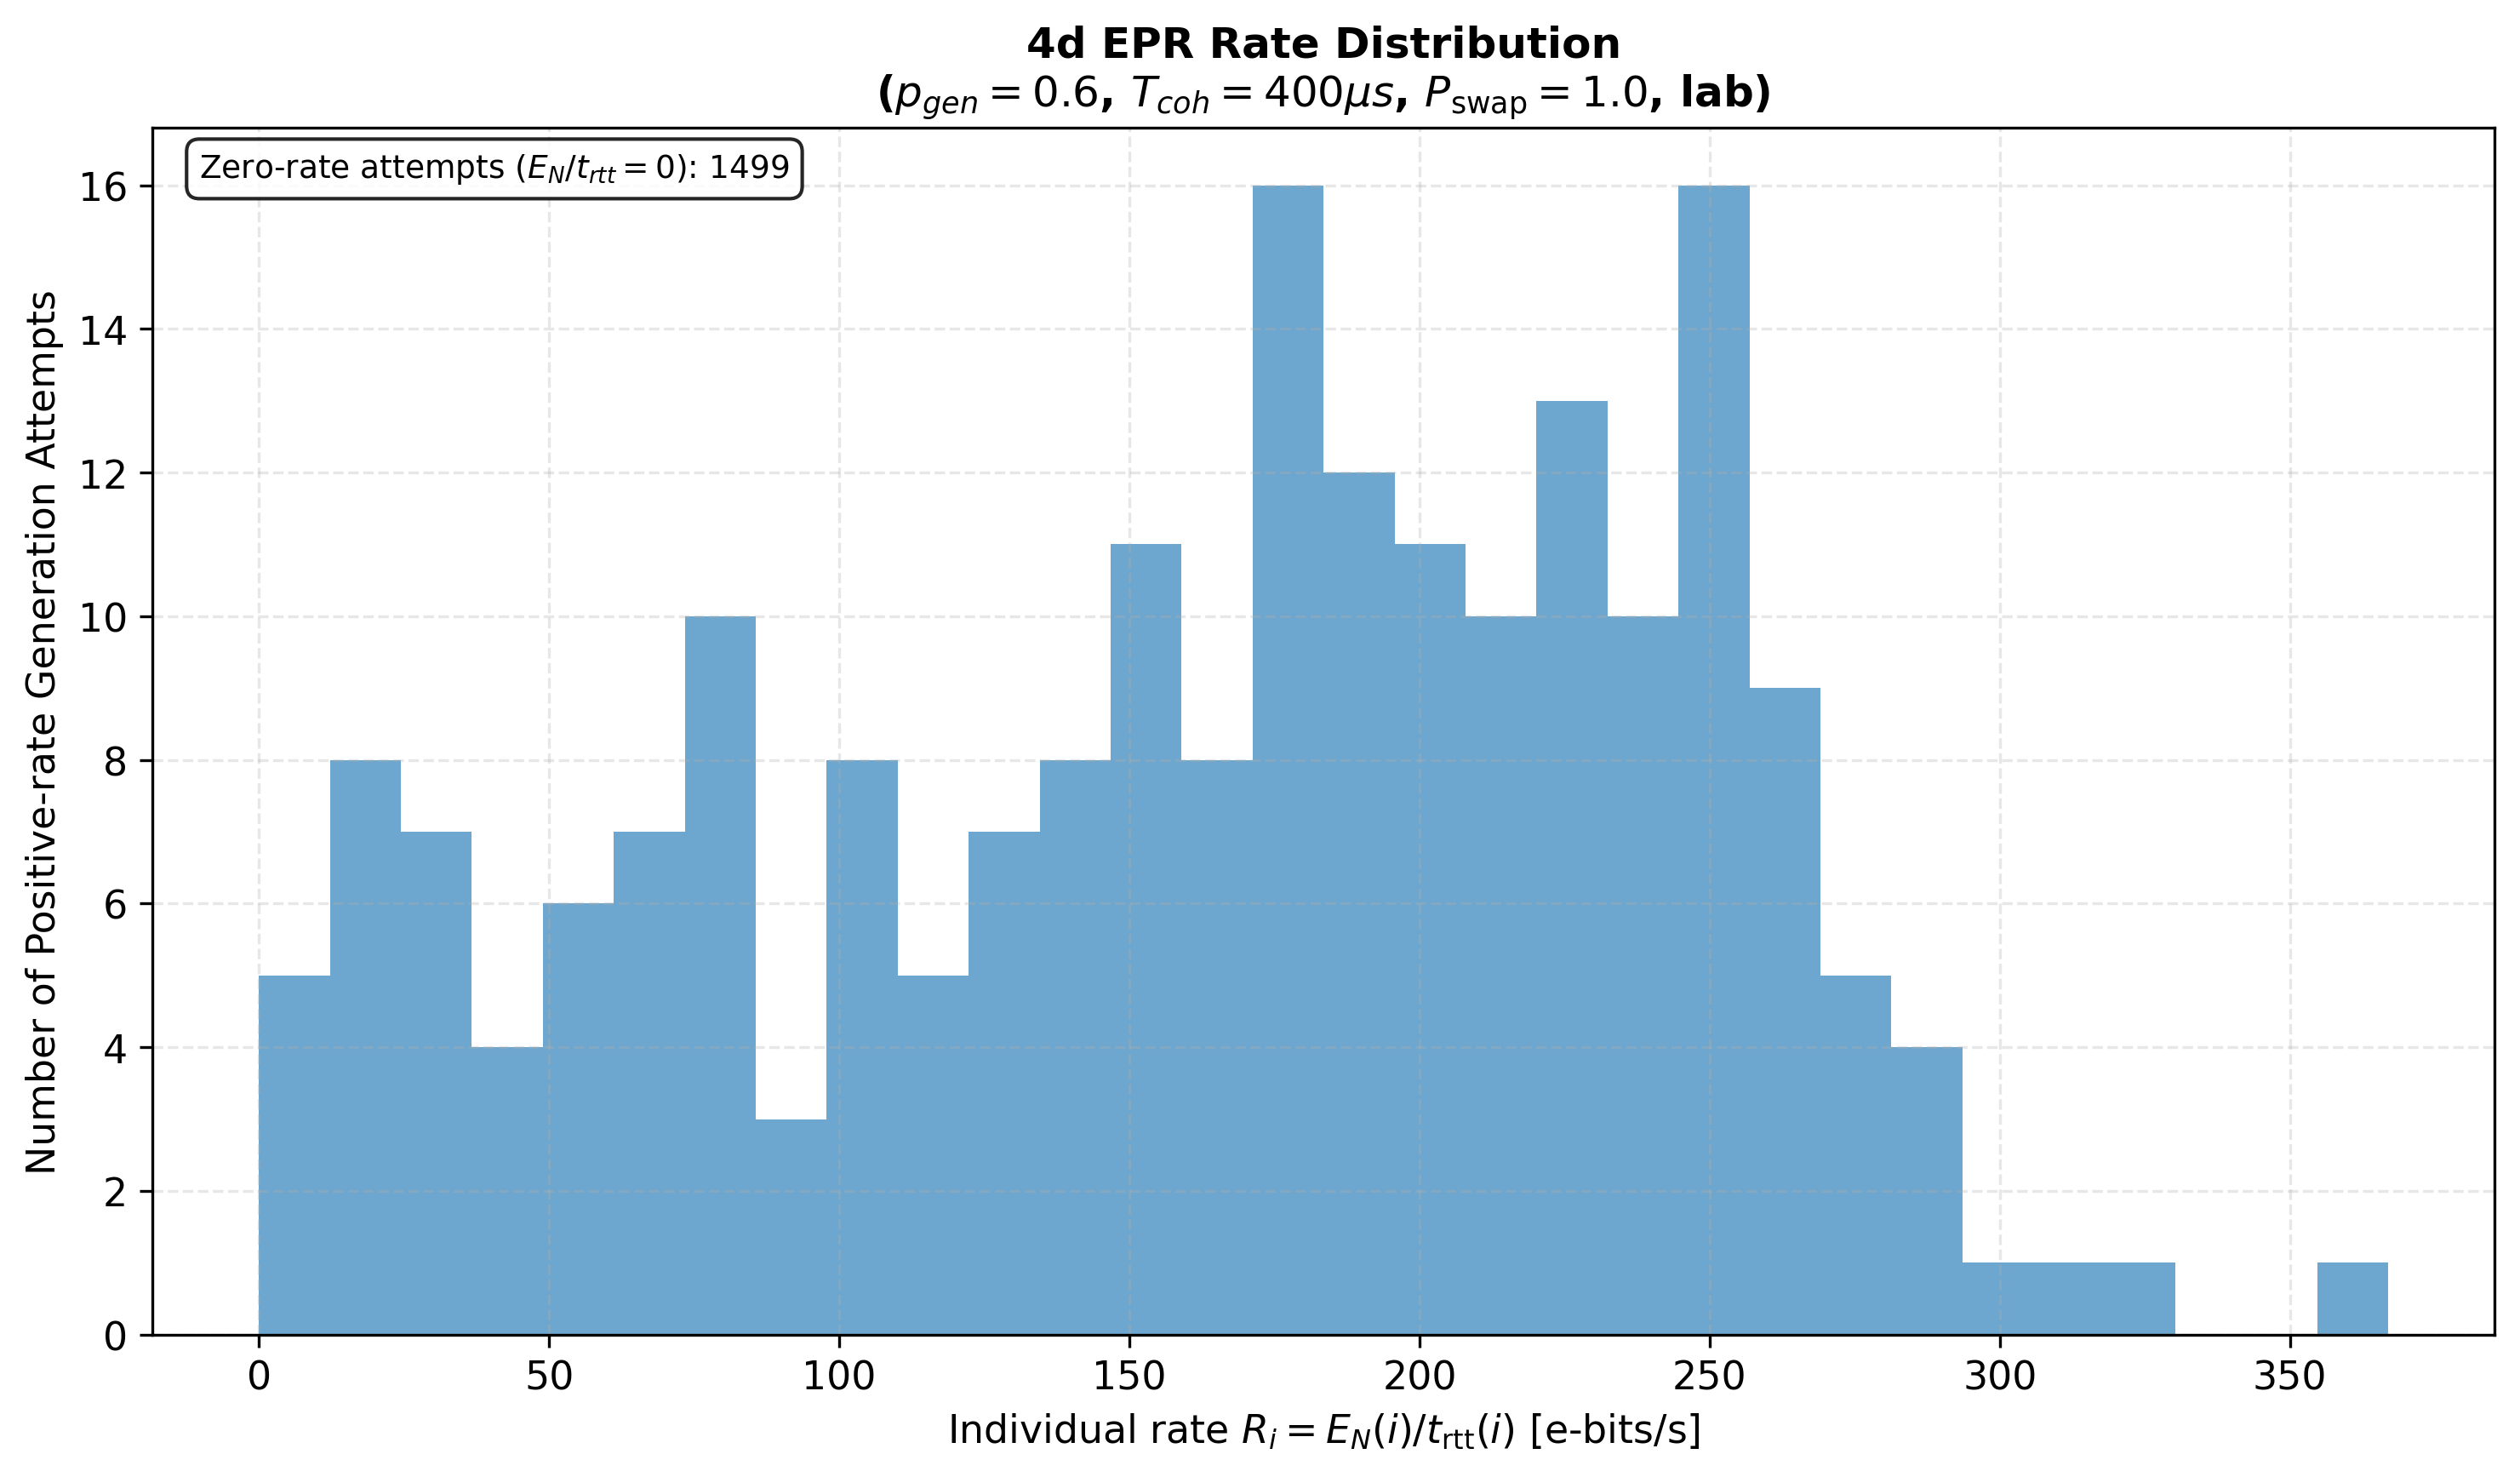 4d EPR Rate Distribution
(p_gen = 0.6, T_coh = 400μs, P_swap = 1.0, lab)
Zero-rate attempts (E_N/t_rtt = 0): 1499
Number of Positive-rate Generation Attempts
16
14
12
10
8
6
4
2
0
0 50 100 150 200 250 300 350
Individual rate R_i = E_N(i)/t_rtt(i) [e-bits/s]